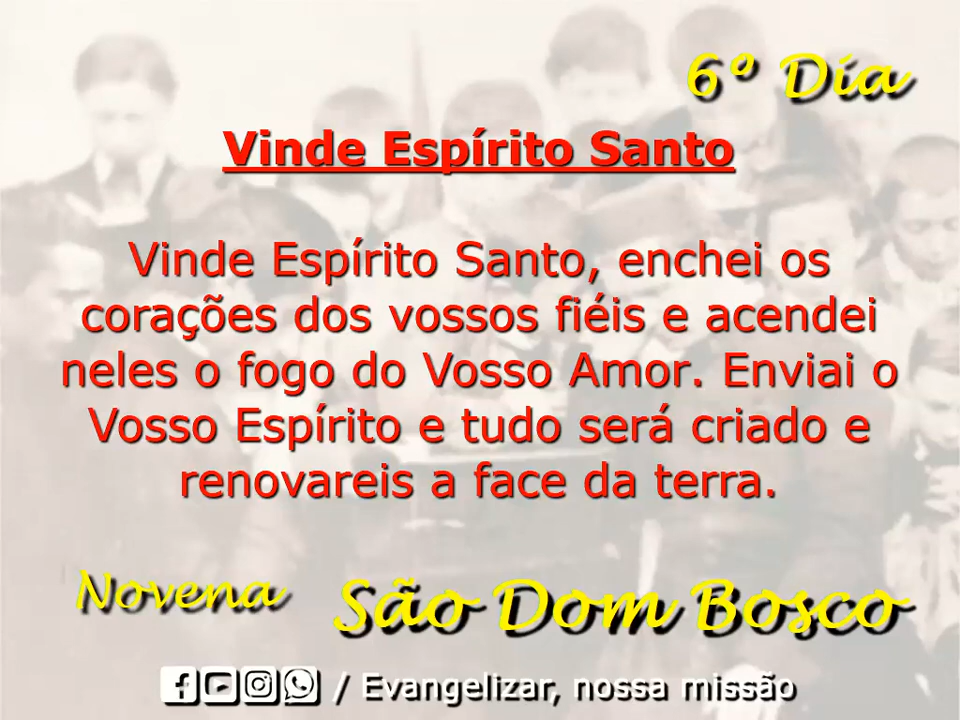 6º Dia
Vinde Espírito Santo
Vinde Espírito Santo, enchei os
corações dos vossos fiéis e acendei
neles o fogo do Vosso Amor. Enviai o
Vosso Espírito e tudo será criado e
renovareis a face da terra.
Novena São Dom Bosco
/ Evangelizar, nossa missão